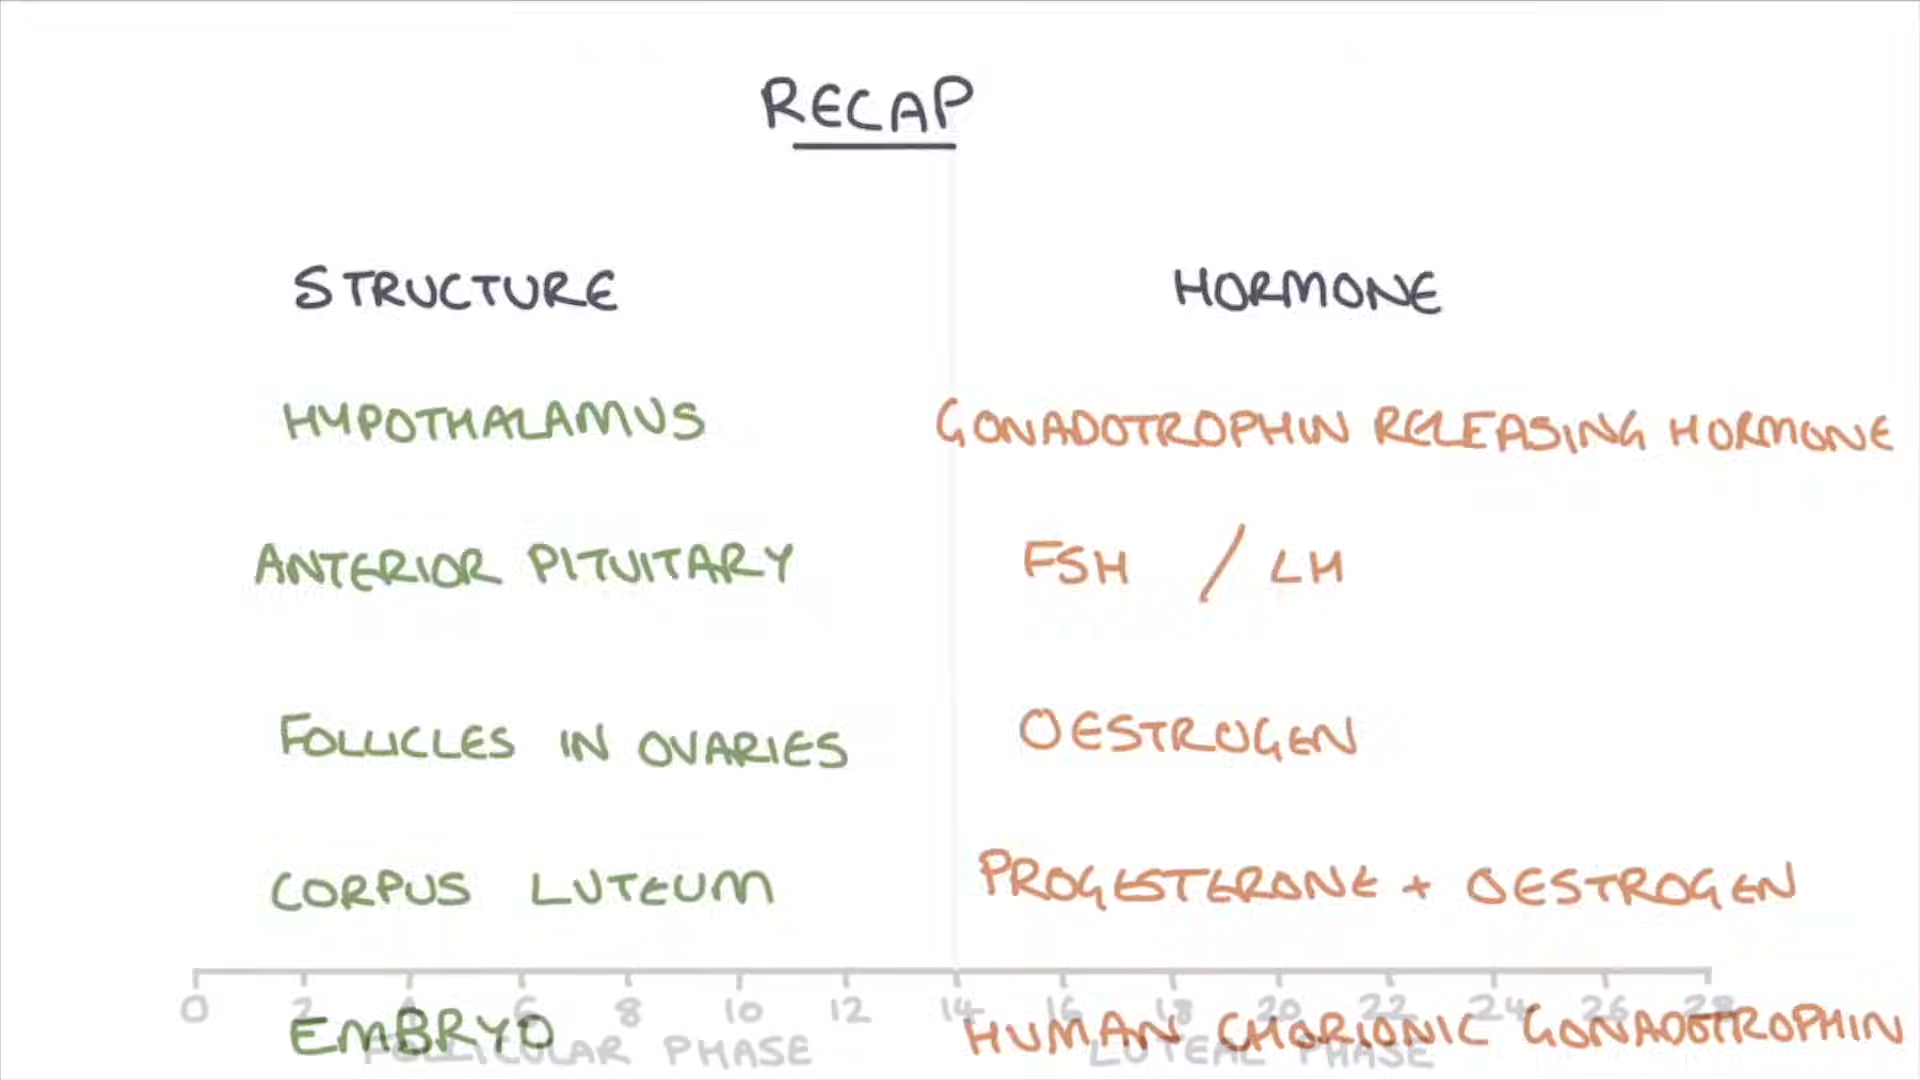 RECAP
STRUCTURE HORMONE
HYPOTHALAMUS GONADOTROPHIN RELEASING HORMONE
ANTERIOR PITUITARY FSH / LH
FOLLICLES IN OVARIES OESTROGEN
CORPUS LUTEUM PROGESTERONE + OESTROGEN
0 2 4 6 8 10 12 14 16 18 20 22 24 26 28
EMBRYO HUMAN CHORIONIC GONADOTROPHIN
FOLLICULAR PHASE LUTEAL PHASE